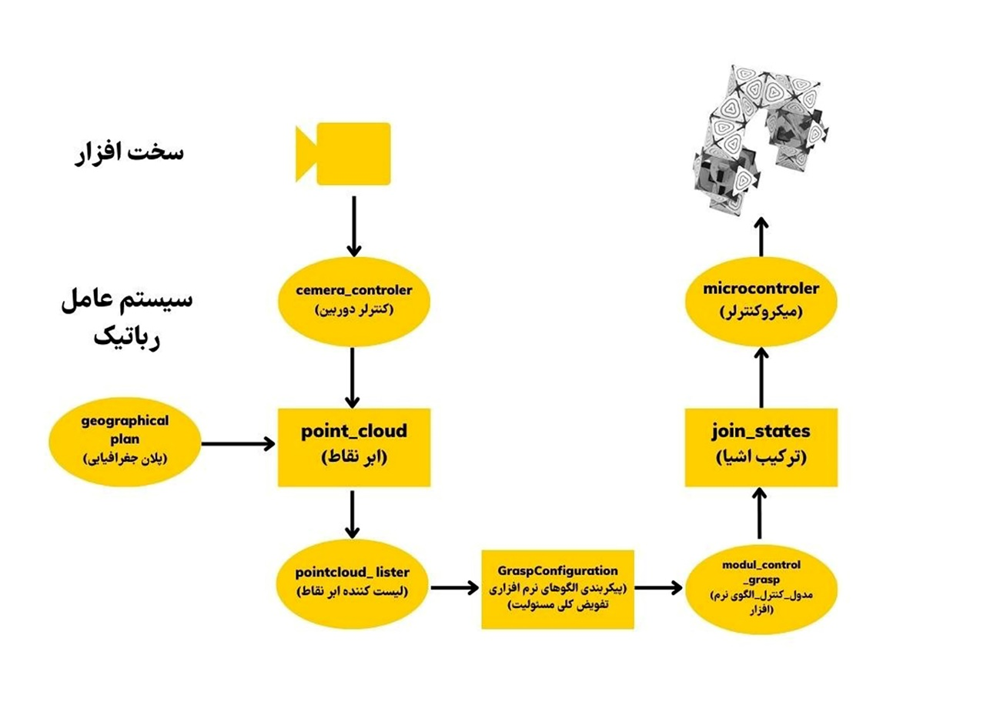 سخت افزار
cemera_controler
(کنترلر دوربین)
microcontroler
(میکروکنترلر)
سیستم عامل
رباتیک
geographical
plan
(پلان جغرافیایی)
point_cloud
(ابر نقاط)
join_states
(ترکیب اشیا)
pointcloud_ lister
(لیست کننده ابر نقاط)
GraspConfiguration
(پیکربندی الگوهای نرم افزاری
تفویض کلی مسئولیت)
modul_control
_grasp
مدول_کنترل_الگوی نرم)
(افزار